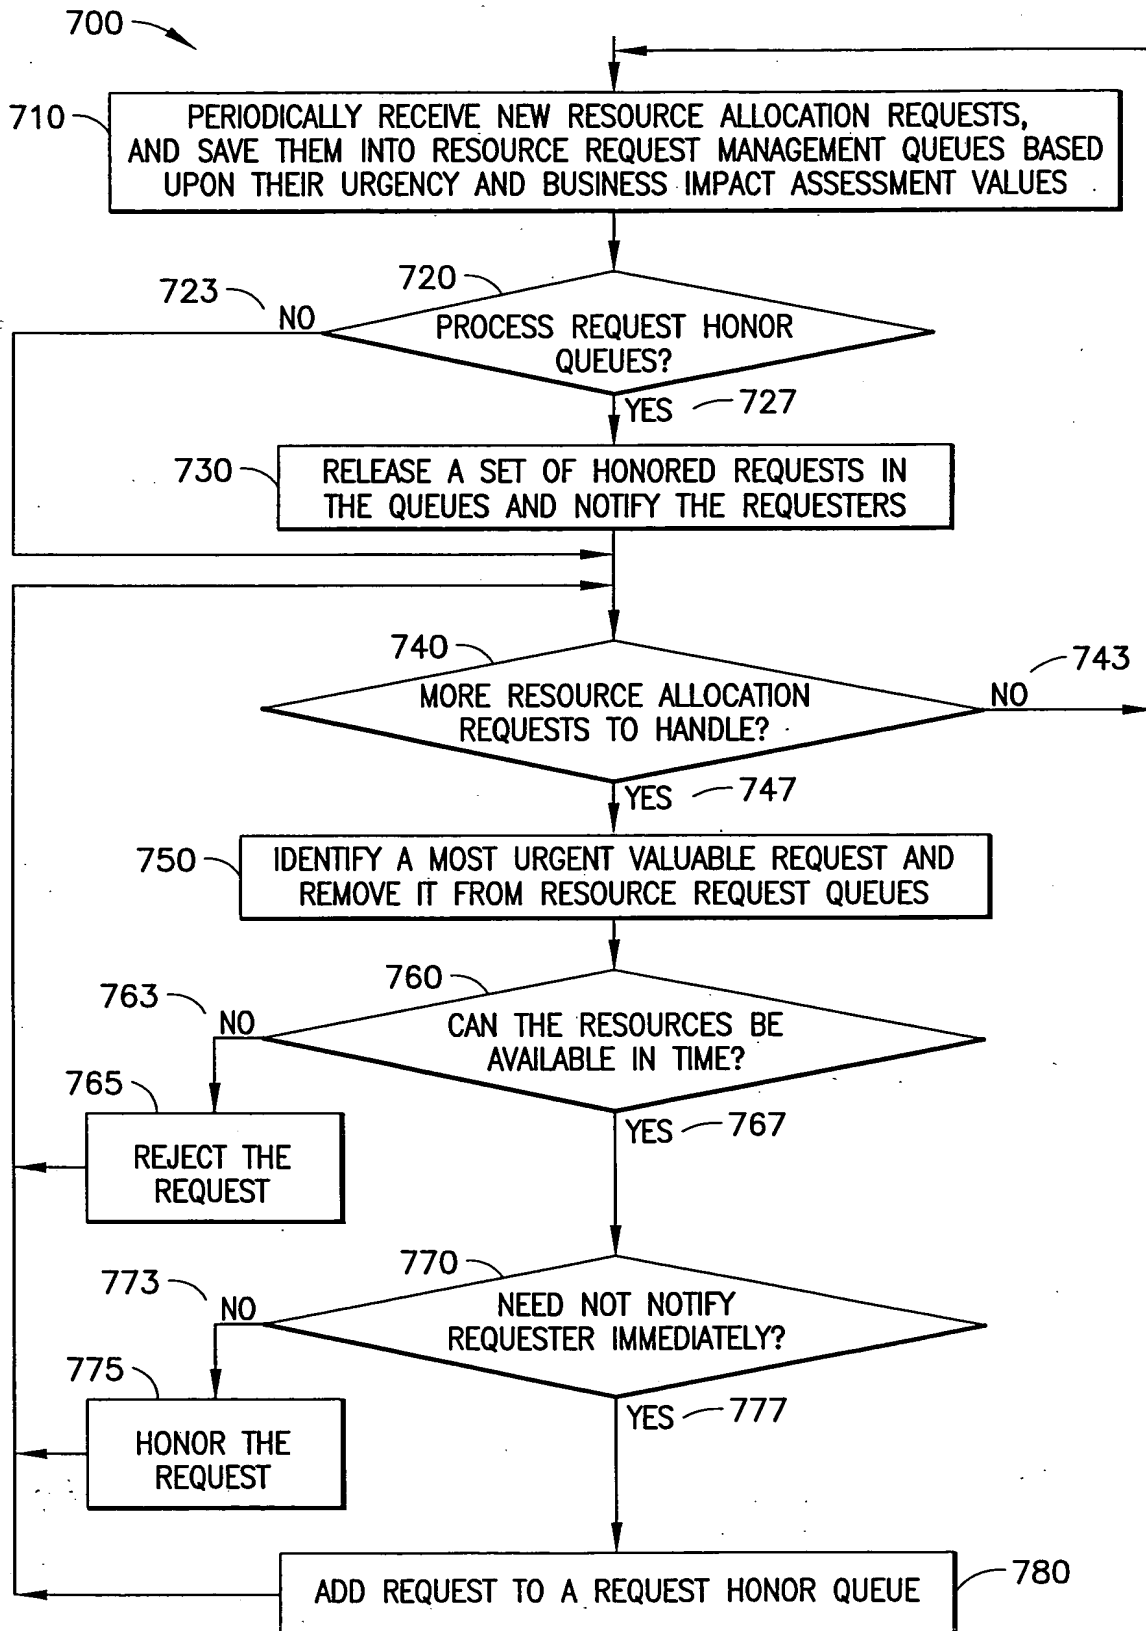 700
710
PERIODICALLY RECEIVE NEW RESOURCE ALLOCATION REQUESTS,
AND SAVE THEM INTO RESOURCE REQUEST MANAGEMENT QUEUES BASED
UPON THEIR URGENCY AND BUSINESS IMPACT ASSESSMENT VALUES
720
723
NO
PROCESS REQUEST HONOR
QUEUES?
YES
727
730
RELEASE A SET OF HONORED REQUESTS IN
THE QUEUES AND NOTIFY THE REQUESTERS
740
743
MORE RESOURCE ALLOCATION
REQUESTS TO HANDLE?
NO
YES
747
750
IDENTIFY A MOST URGENT VALUABLE REQUEST AND
REMOVE IT FROM RESOURCE REQUEST QUEUES
760
763
NO
CAN THE RESOURCES BE
AVAILABLE IN TIME?
765
YES
767
REJECT THE
REQUEST
770
773
NO
NEED NOT NOTIFY
REQUESTER IMMEDIATELY?
775
YES
777
HONOR THE
REQUEST
ADD REQUEST TO A REQUEST HONOR QUEUE
780